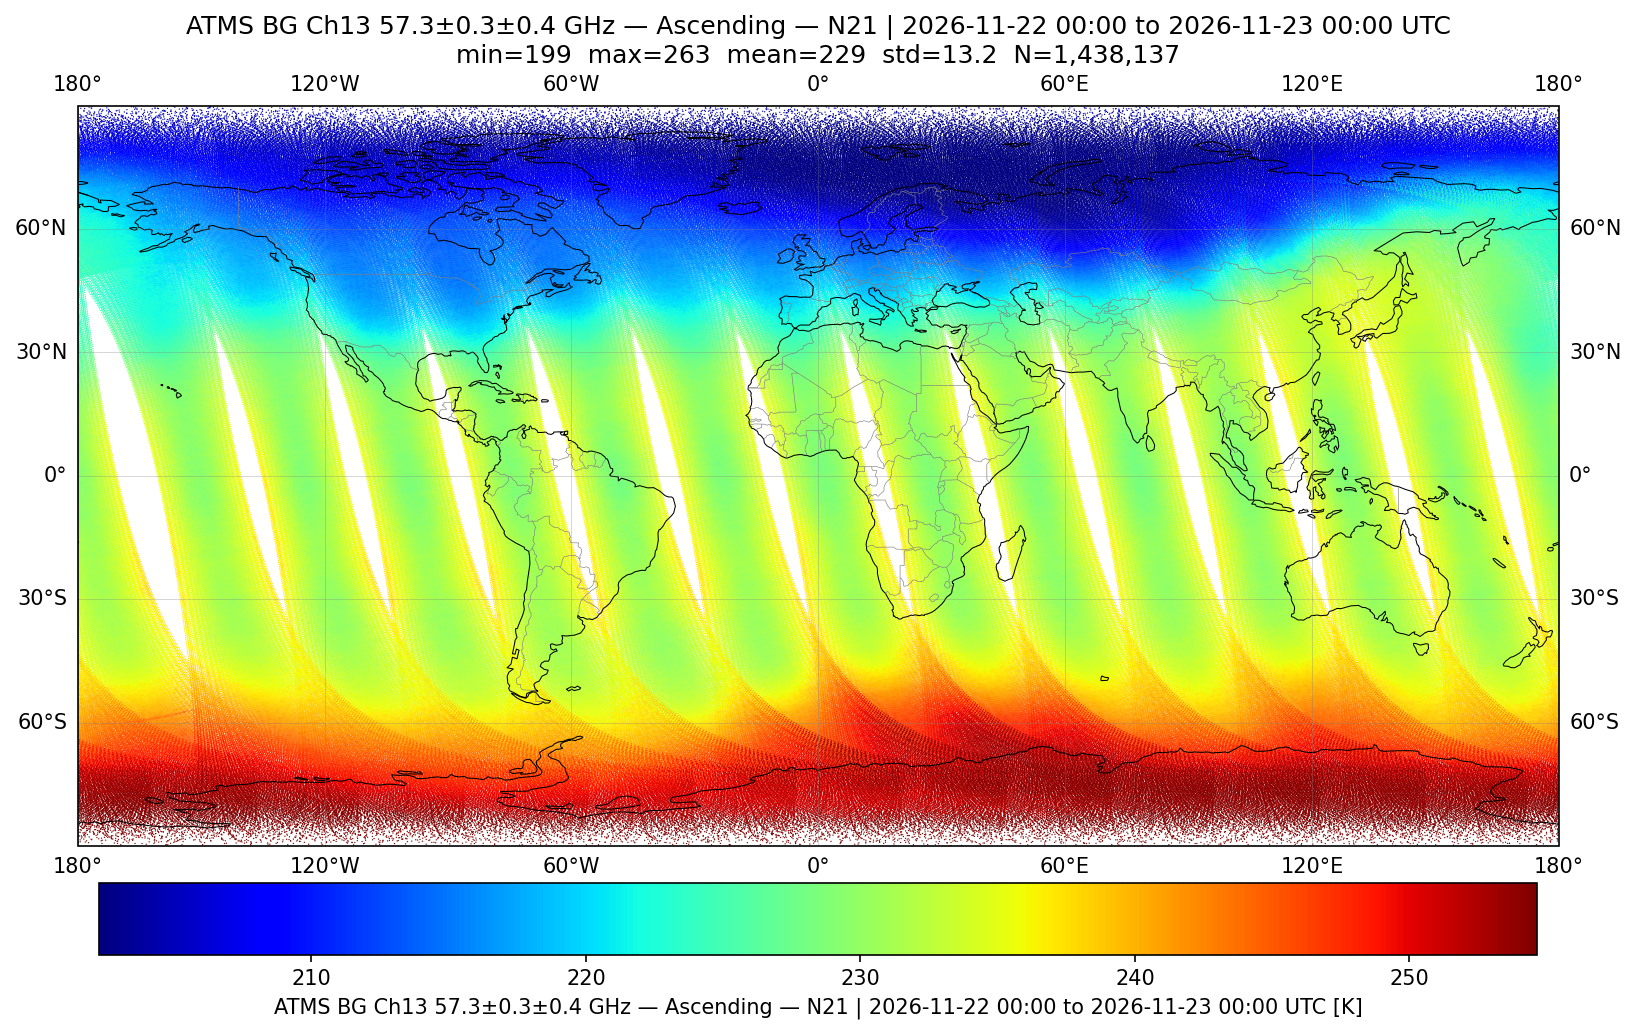 ATMS BG Ch13 57.3±0.3±0.4 GHz — Ascending — N21 | 2026-11-22 00:00 to 2026-11-23 00:00 UTC
min=199 max=263 mean=229 std=13.2 N=1,438,137
180° 120°W 60°W 0° 60°E 120°E 180°
60°N 60°N
30°N 30°N
0° 0°
30°S 30°S
60°S 60°S
180° 120°W 60°W 0° 60°E 120°E 180°
210 220 230 240 250
ATMS BG Ch13 57.3±0.3±0.4 GHz — Ascending — N21 | 2026-11-22 00:00 to 2026-11-23 00:00 UTC [K]